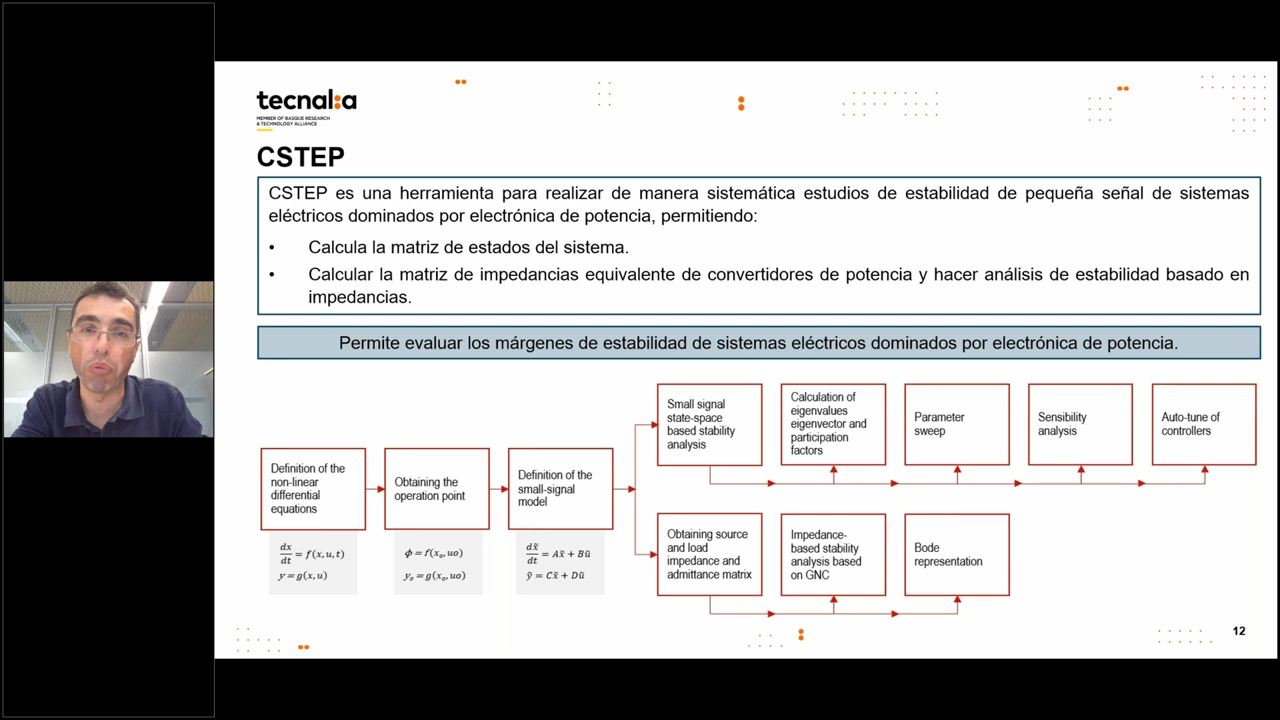 tecnal:a
MEMBER OF BASQUE RESEARCH
& TECHNOLOGY ALLIANCE
CSTEP
CSTEP es una herramienta para realizar de manera sistemática estudios de estabilidad de pequeña señal de sistemas
eléctricos dominados por electrónica de potencia, permitiendo:
• Calcula la matriz de estados del sistema.
• Calcular la matriz de impedancias equivalente de convertidores de potencia y hacer análisis de estabilidad basado en
impedancias.
Permite evaluar los márgenes de estabilidad de sistemas eléctricos dominados por electrónica de potencia.
Definition of the
non-linear
differential
equations
dx/dt = f(x, u, t)
y = g(x, u)
Obtaining the
operation point
ϕ = f(xₒ, uo)
yₒ = g(xₒ, uo)
Definition of the
small-signal
model
dx̃/dt = Ax̃ + Bũ
ỹ = Cx̃ + Dũ
Small signal
state-space
based stability
analysis
Calculation of
eigenvalues
eigenvector and
participation
factors
Parameter
sweep
Sensibility
analysis
Auto-tune of
controllers
Obtaining source
and load
impedance and
admittance matrix
Impedance-
based stability
analysis based
on GNC
Bode
representation
12